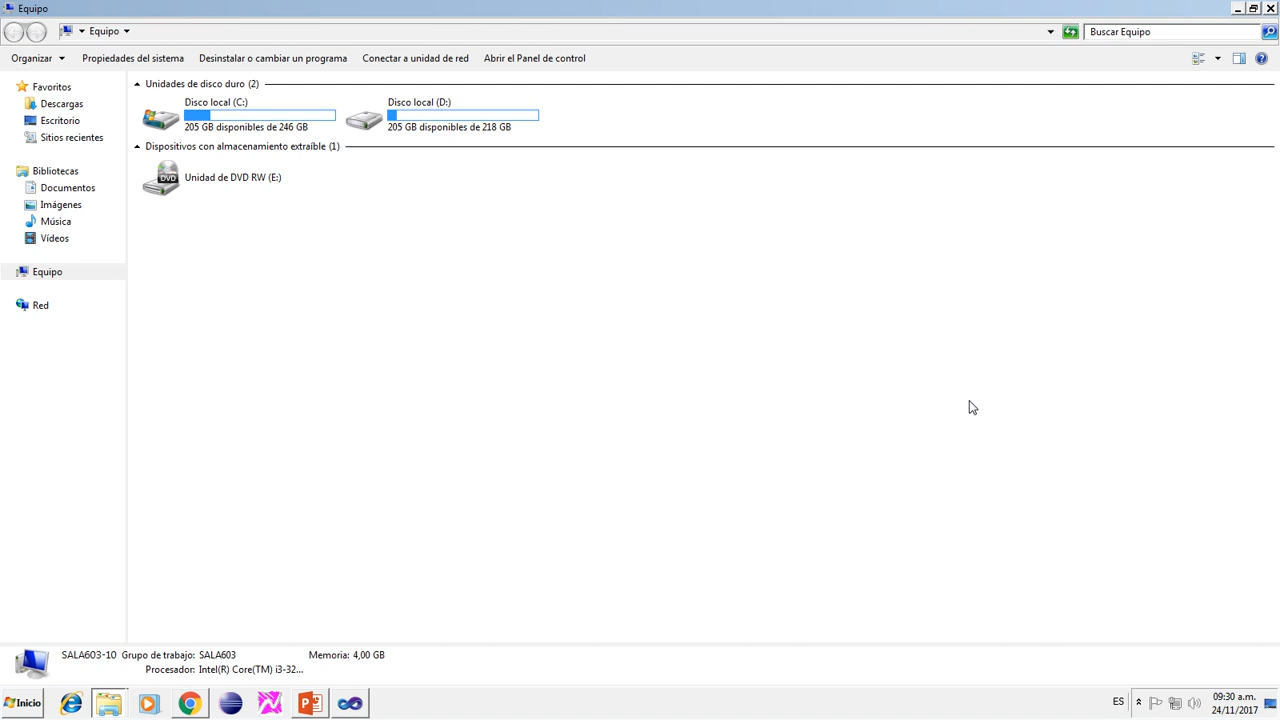 Equipo
Equipo
Buscar Equipo
Organizar
Propiedades del sistema
Desinstalar o cambiar un programa
Conectar a unidad de red
Abrir el Panel de control
Favoritos
Descargas
Escritorio
Sitios recientes
Bibliotecas
Documentos
Imágenes
Música
Vídeos
Equipo
Red
Unidades de disco duro (2)
Disco local (C:)
205 GB disponibles de 246 GB
Disco local (D:)
205 GB disponibles de 218 GB
Dispositivos con almacenamiento extraíble (1)
DVD
Unidad de DVD RW (E:)
SALA603-10 Grupo de trabajo: SALA603 Memoria: 4,00 GB
Procesador: Intel(R) Core(TM) i3-32...
Inicio
ES
09:30 a.m.
24/11/2017